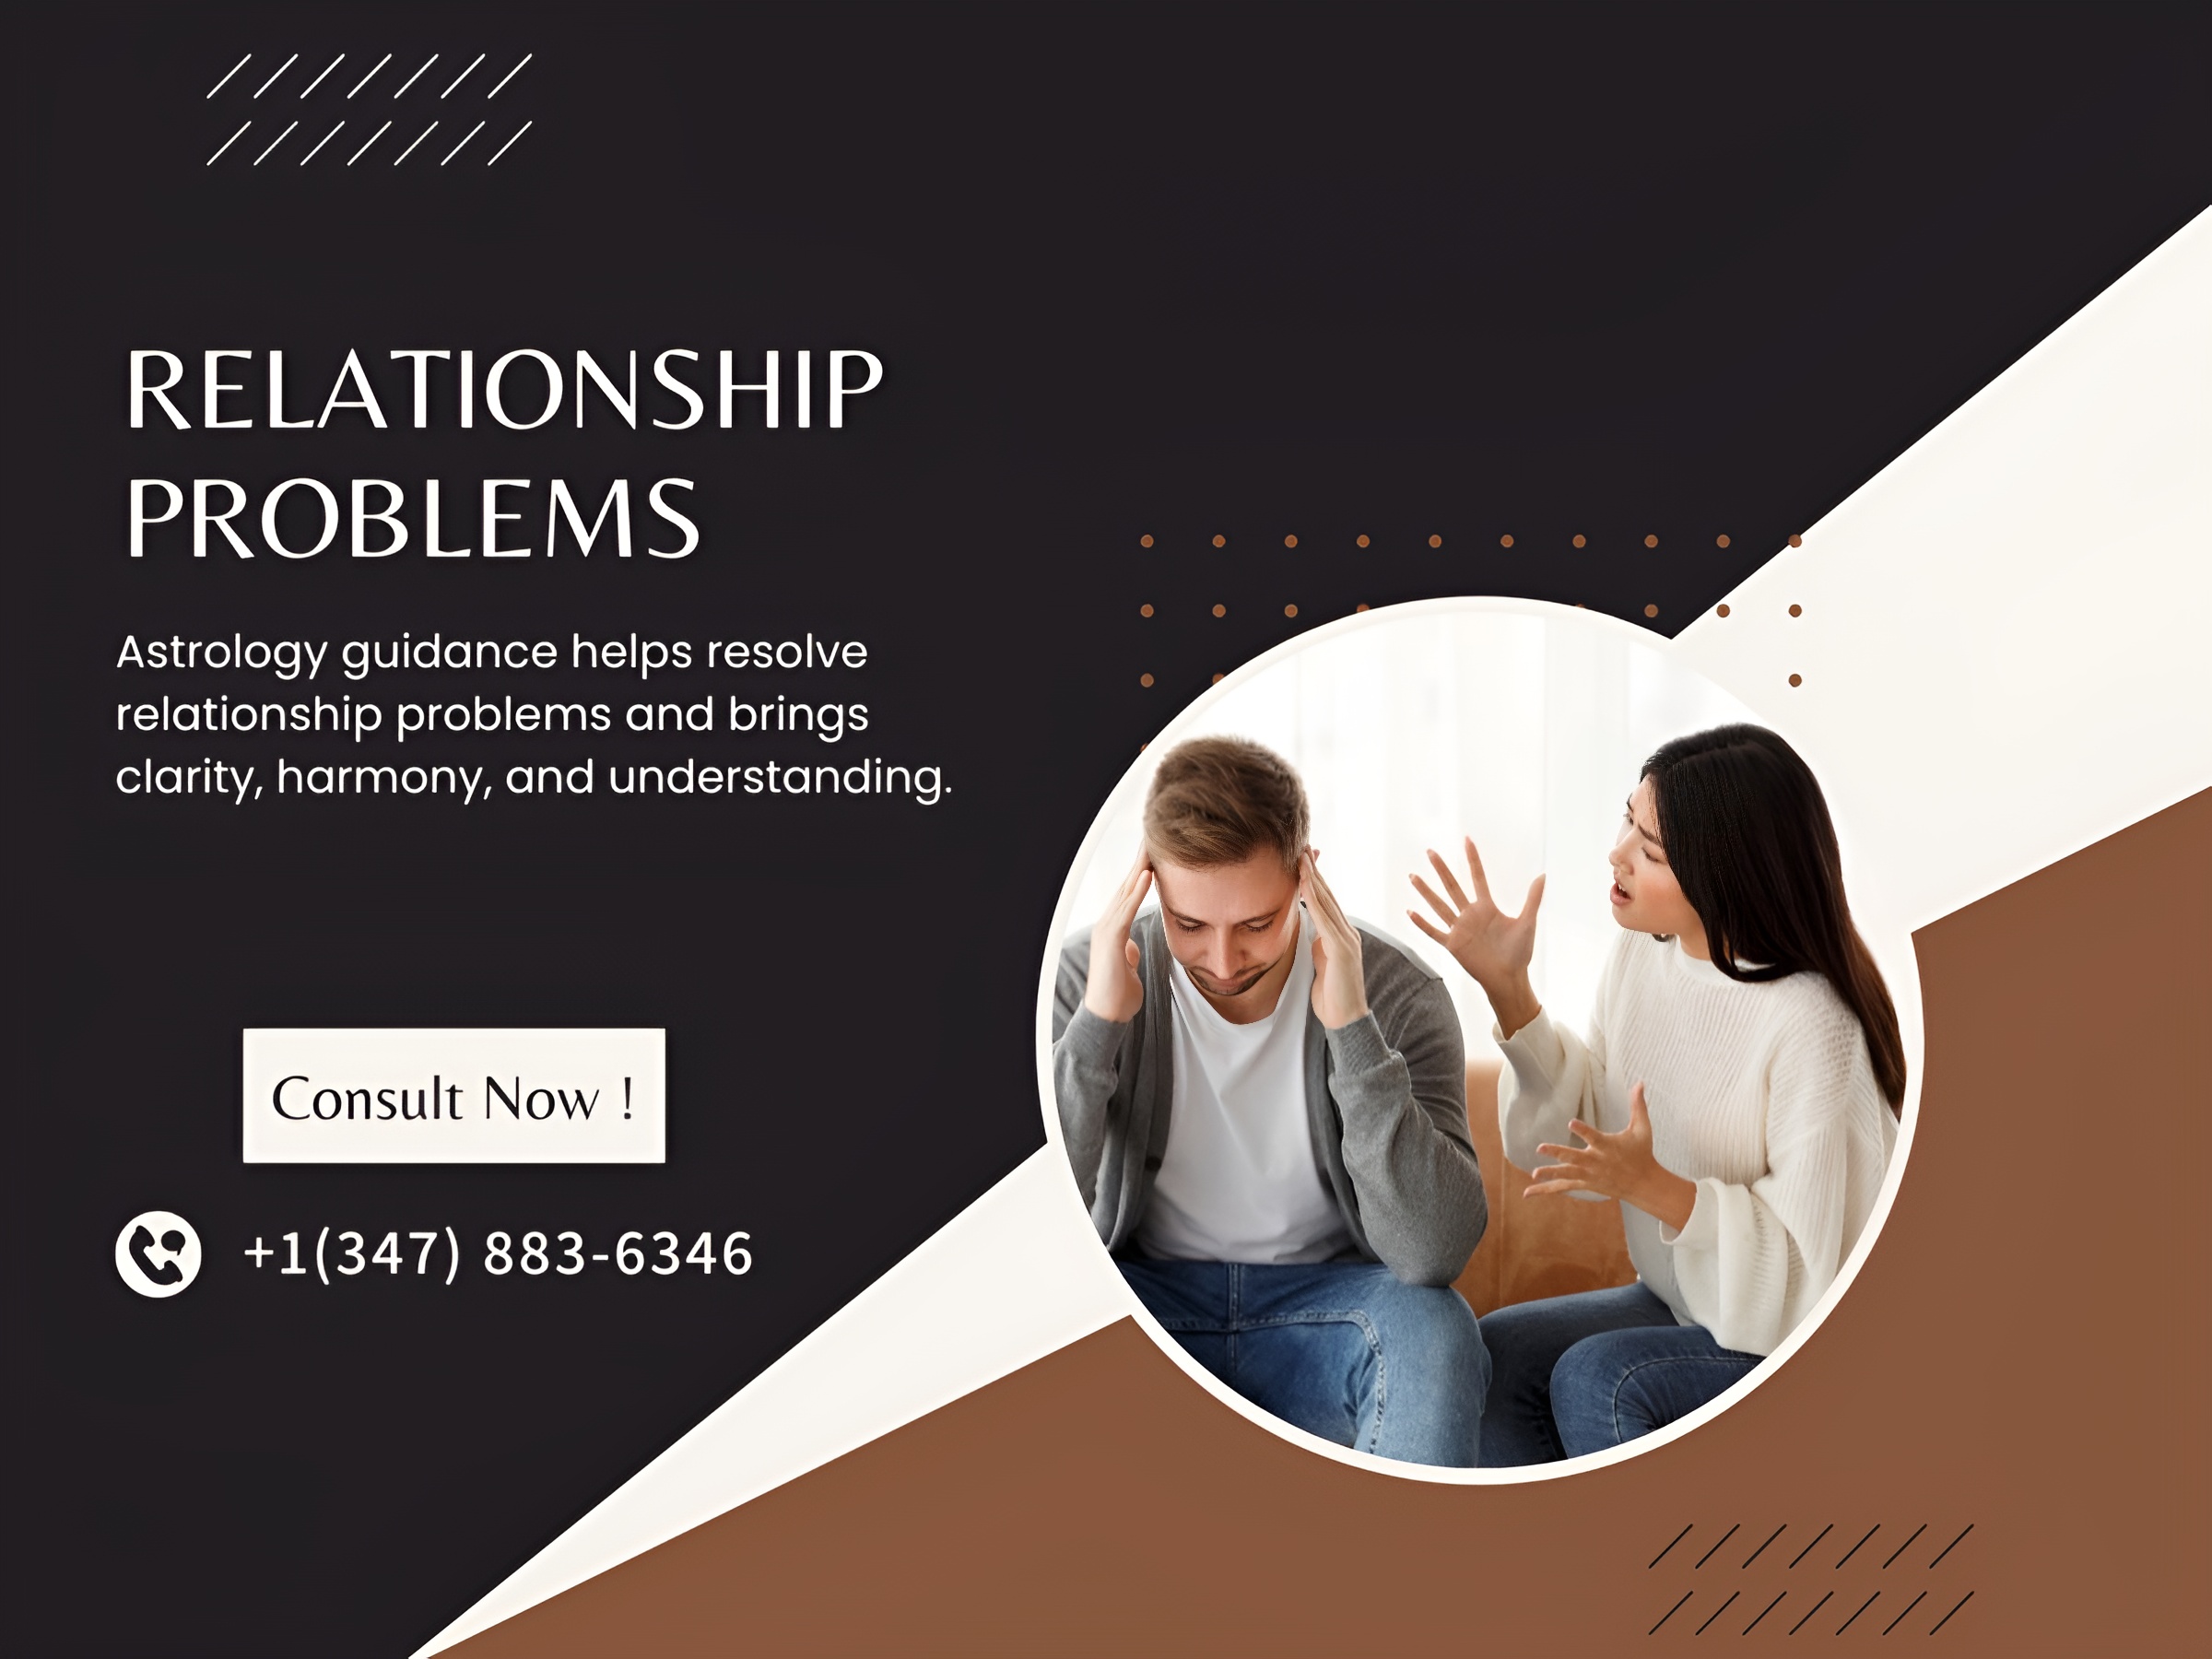 RELATIONSHIP
PROBLEMS
Astrology guidance helps resolve
relationship problems and brings
clarity, harmony, and understanding.
Consult Now !
+1(347) 883-6346